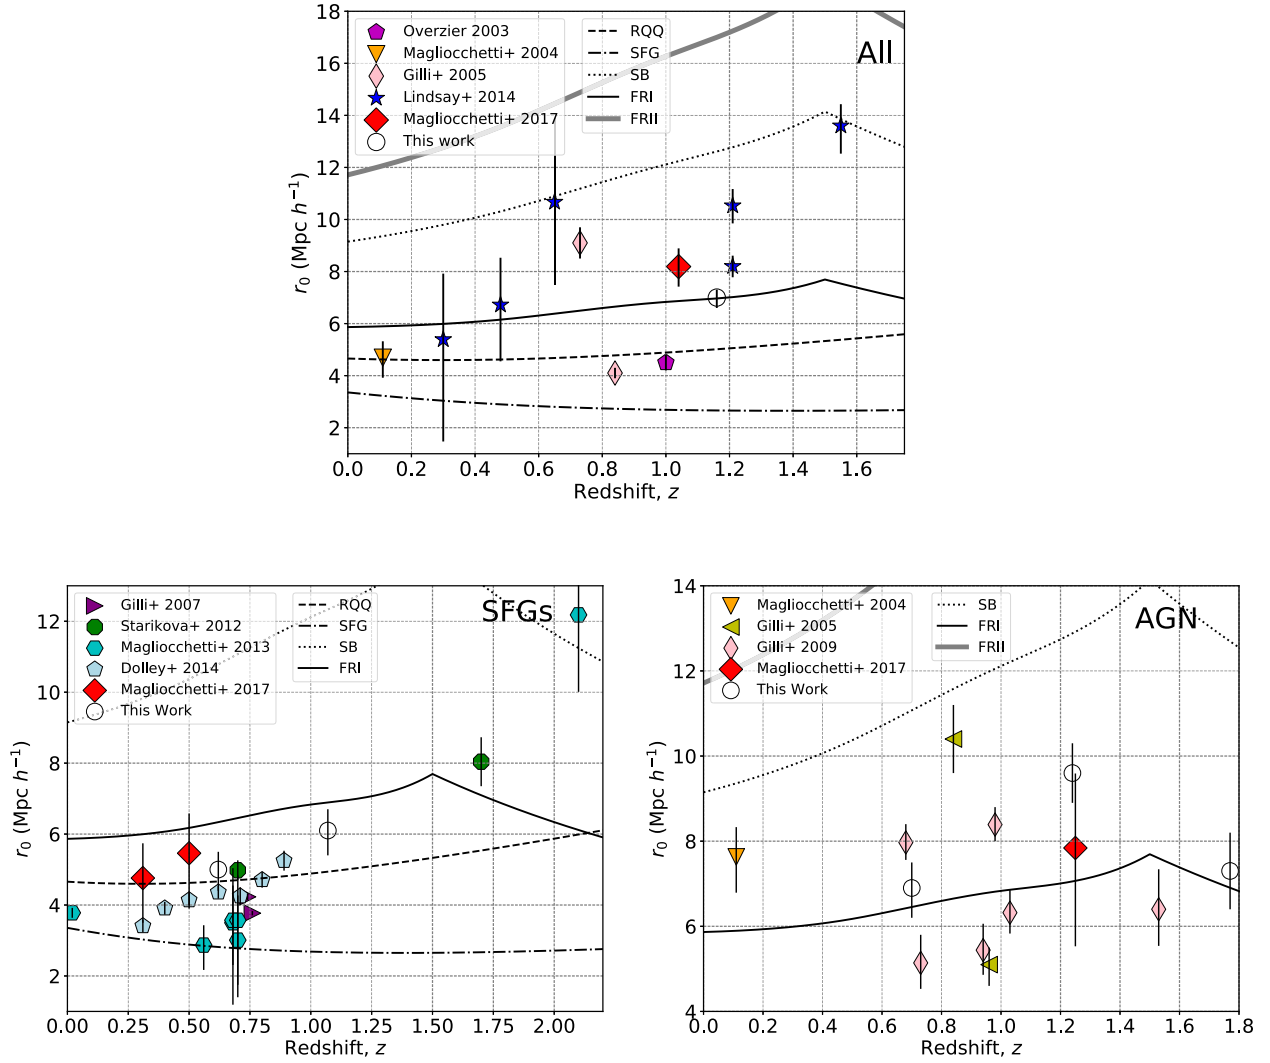 All
Overzier 2003
Magliocchetti+ 2004
Gilli+ 2005
Lindsay+ 2014
Magliocchetti+ 2017
This work
RQQ
SFG
SB
FRI
FRII
18
16
14
12
10
8
6
4
2
r₀ (Mpc h⁻¹)
0.0 0.2 0.4 0.6 0.8 1.0 1.2 1.4 1.6
Redshift, z
SFGs
Gilli+ 2007
Starikova+ 2012
Magliocchetti+ 2013
Dolley+ 2014
Magliocchetti+ 2017
This Work
RQQ
SFG
SB
FRI
12
10
8
6
4
2
r₀ (Mpc h⁻¹)
0.00 0.25 0.50 0.75 1.00 1.25 1.50 1.75 2.00
Redshift, z
AGN
Magliocchetti+ 2004
Gilli+ 2005
Gilli+ 2009
Magliocchetti+ 2017
This Work
SB
FRI
FRII
14
12
10
8
6
4
r₀ (Mpc h⁻¹)
0.0 0.2 0.4 0.6 0.8 1.0 1.2 1.4 1.6 1.8
Redshift, z